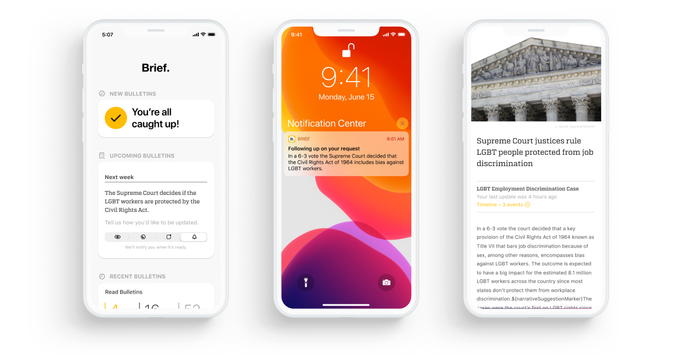 5:07
Brief.
NEW BULLETINS
You're all
caught up!
UPCOMING BULLETINS
Next week
The Supreme Court decides if the
LGBT workers are protected by the
Civil Rights Act.
Tell us how you'd like to be updated.
We'll notify you when it's ready.
RECENT BULLETINS
Read Bulletins
9:41
9:41
Monday, June 15
Notification Center
BRIEF
9:01 AM
Following up on your request
In a 6-3 vote the Supreme Court decided that
the Civil Rights Act of 1964 includes bias against
LGBT workers.
Supreme Court justices rule
LGBT people protected from job
discrimination
LGBT Employment Discrimination Case
Your last update was 4 hours ago
Timeline • 3 events
In a 6-3 vote the court decided that a key
provision of the Civil Rights Act of 1964 known as
Title VII that bars job discrimination because of
sex, among other reasons, encompasses bias
against LGBT workers. The outcome is expected
to have a big impact for the estimated 8.1 million
LGBT workers across the country since most
states don't protect them from workplace
discrimination.${narrativeSuggestionMarker}The